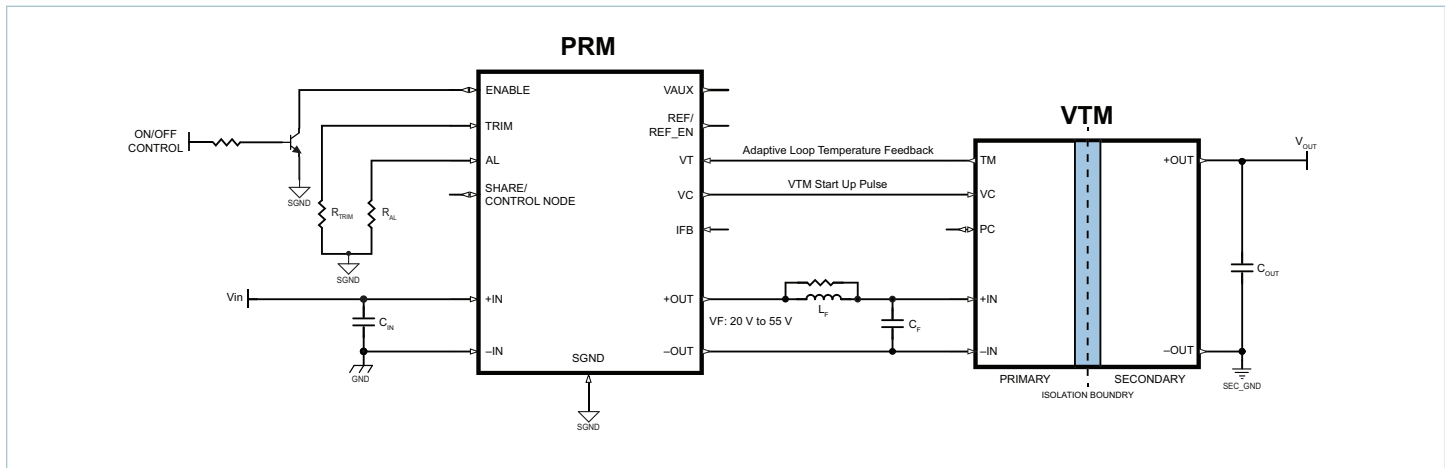 PRM
VTM
ENABLE
TRIM
AL
SHARE/
CONTROL NODE
+IN
–IN
SGND
VAUX
REF/
REF_EN
VT
VC
IFB
+OUT
–OUT
ON/OFF
CONTROL
SGND
R_TRIM
R_AL
SGND
Vin
C_IN
GND
SGND
Adaptive Loop Temperature Feedback
VTM Start Up Pulse
VF: 20 V to 55 V
L_F
C_F
TM
VC
PC
+IN
–IN
+OUT
–OUT
PRIMARY
SECONDARY
ISOLATION BOUNDRY
V_OUT
C_OUT
SEC_GND